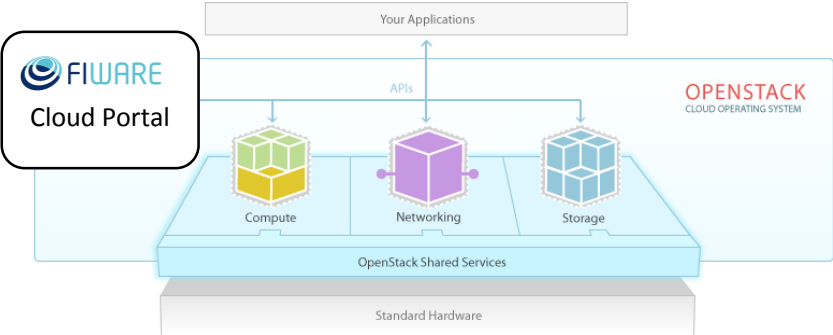 Your Applications
FIWARE
Cloud Portal
APIs
OPENSTACK
CLOUD OPERATING SYSTEM
Compute
Networking
Storage
OpenStack Shared Services
Standard Hardware